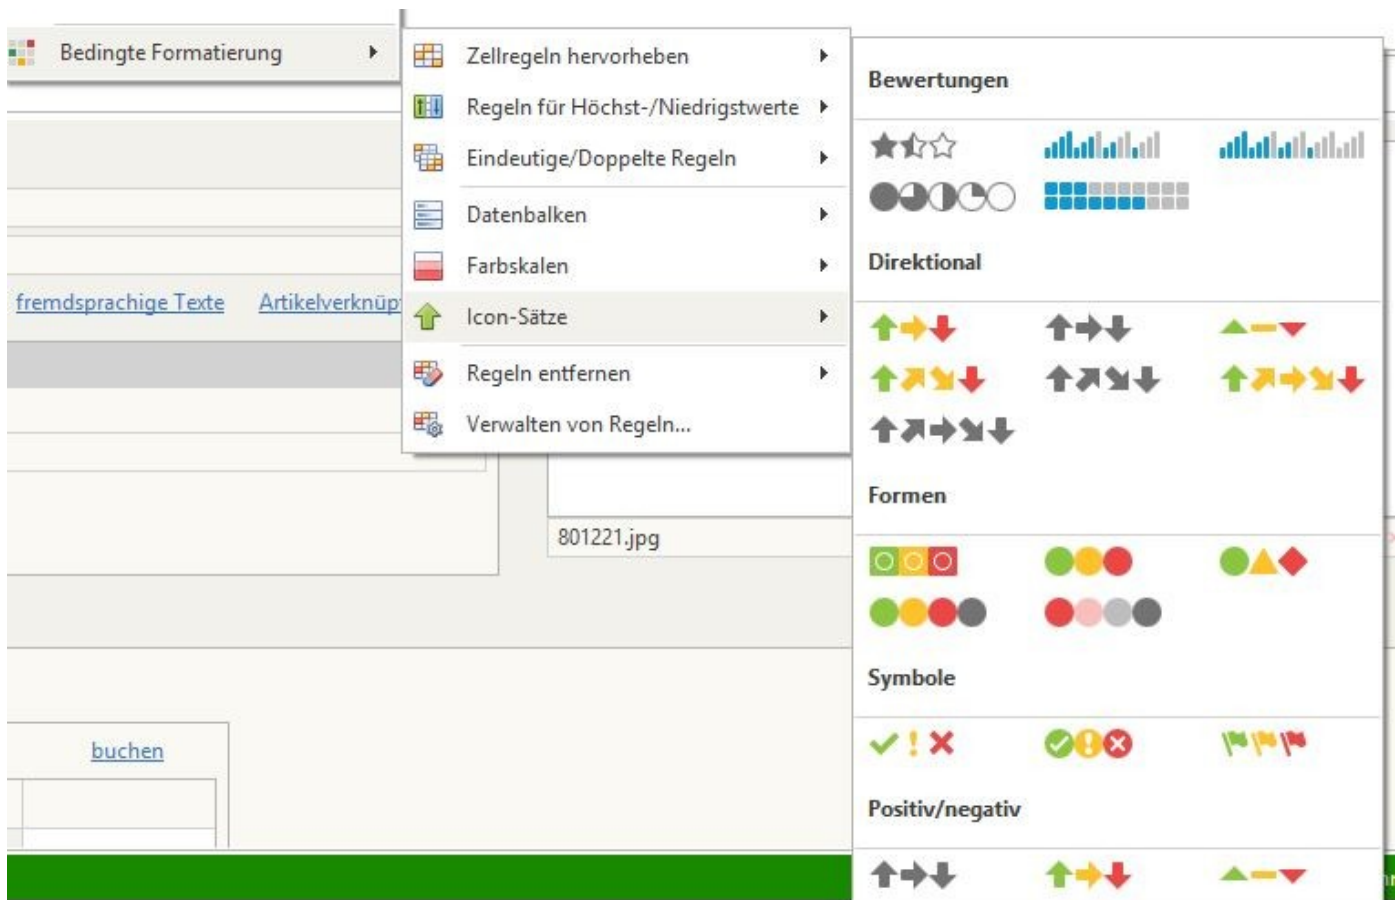 Bedingte Formatierung
Zellregeln hervorheben
Regeln für Höchst-/Niedrigstwerte
Eindeutige/Doppelte Regeln
Datenbalken
Farbskalen
Icon-Sätze
Regeln entfernen
Verwalten von Regeln...
Bewertungen
Direktional
Formen
Symbole
Positiv/negativ
fremdsprachige Texte Artikelverknüp
801221.jpg
buchen